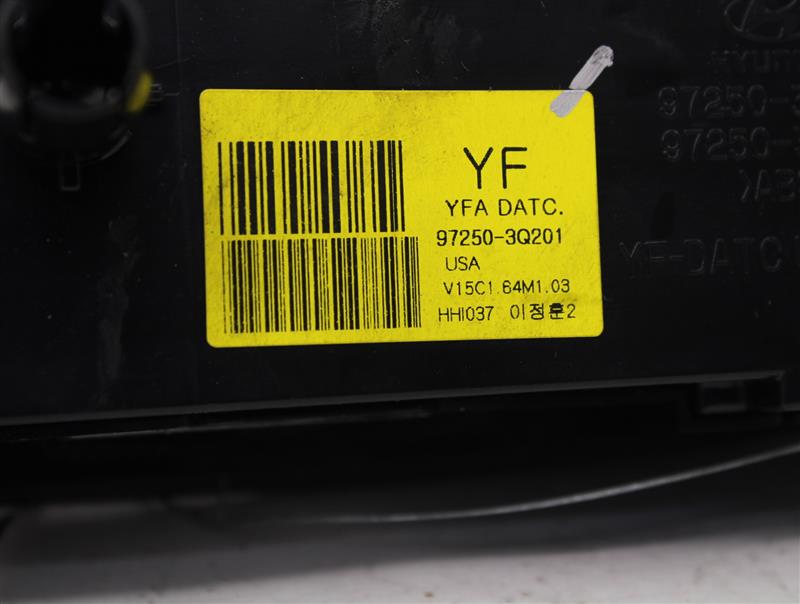 YF
YFA DATC.
97250-3Q201
USA
V15C1.64M1.03
HHI037 이정훈2
97250-3
97250-
YF-DATC